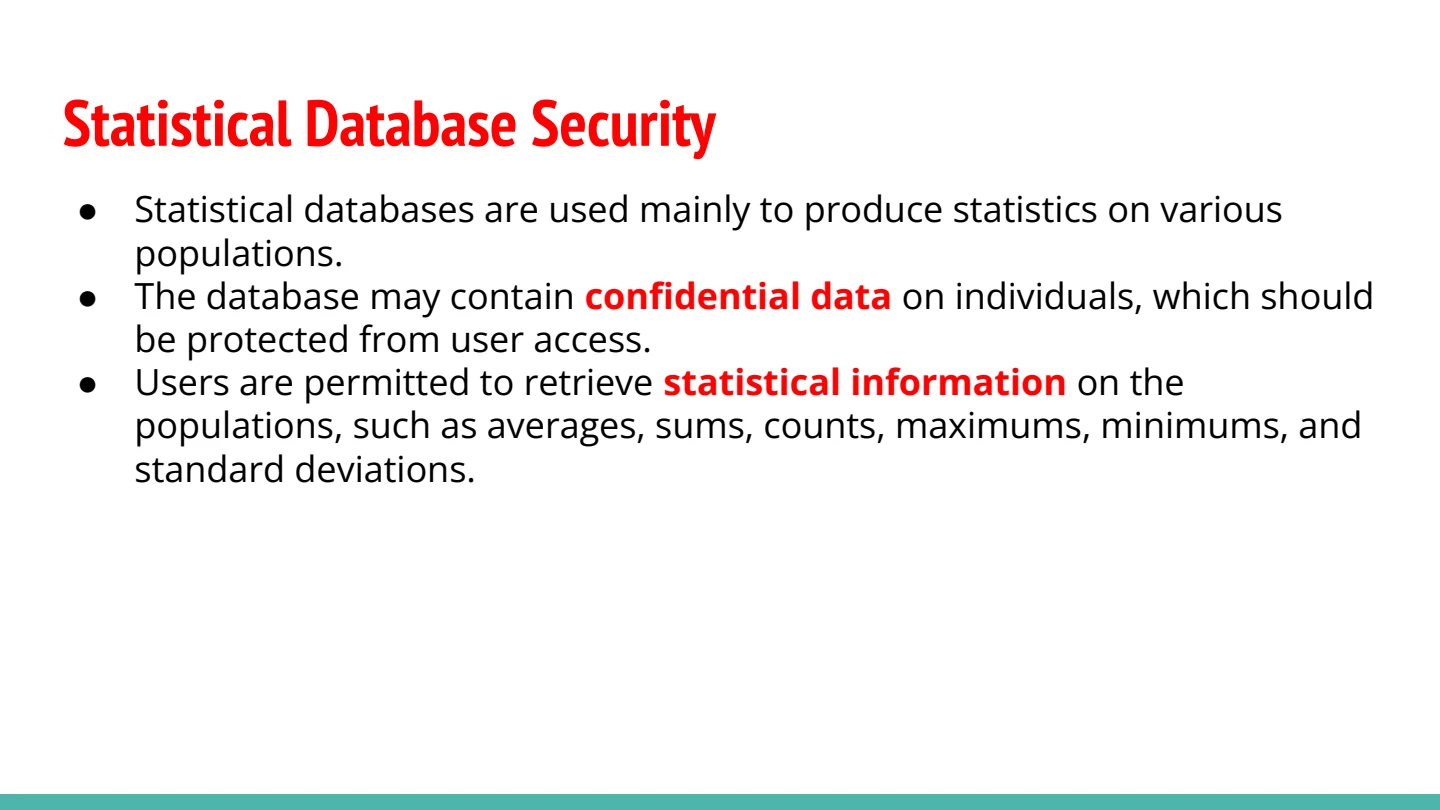 Statistical Database Security
● Statistical databases are used mainly to produce statistics on various
populations.
● The database may contain confidential data on individuals, which should
be protected from user access.
● Users are permitted to retrieve statistical information on the
populations, such as averages, sums, counts, maximums, minimums, and
standard deviations.